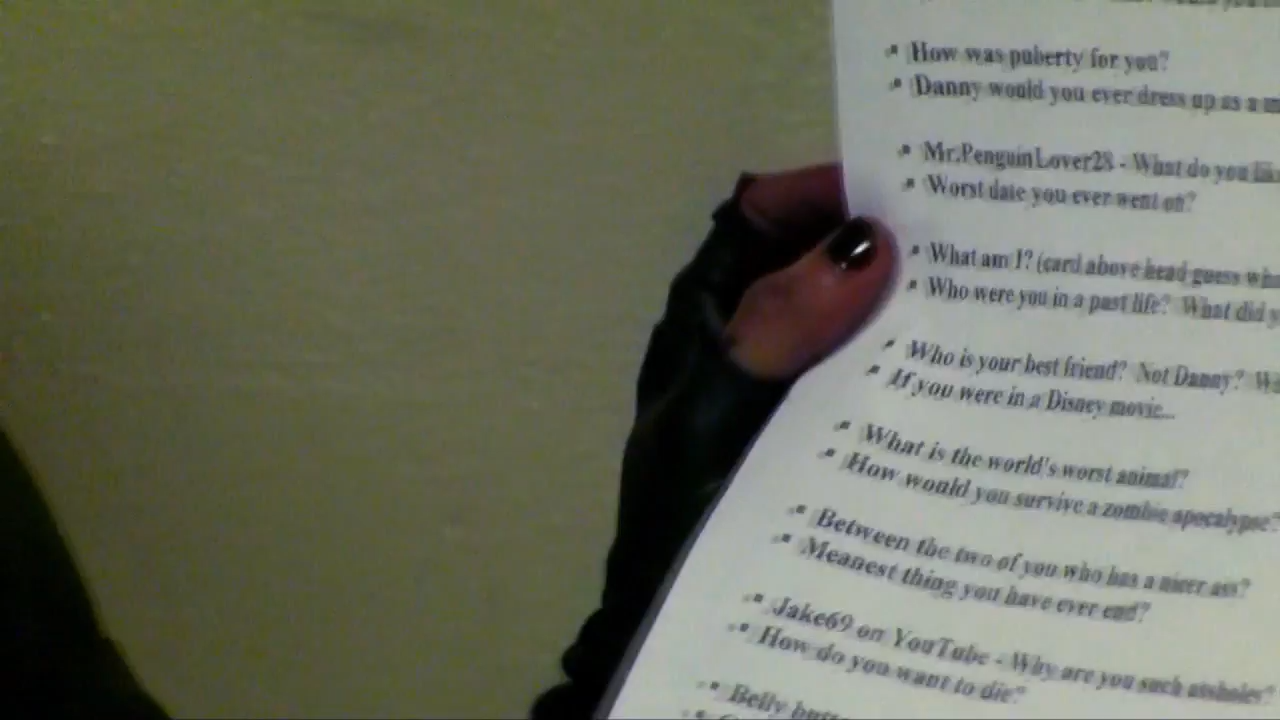 How was puberty for you?
Danny would you ever dress up as a
Mr.PenguinLover28 - What do you
Worst date you ever went on?
What am I? (card above head guess
Who were you in a past life? What did
Who is your best friend? Not Danny?
If you were in a Disney movie...
What is the world's worst animal?
How would you survive a zombie apocalypse?
Between the two of you who has a nicer ass?
Meanest thing you have ever end?
Jake69 on YouTube - Why are you such assholes?
How do you want to die?
Belly